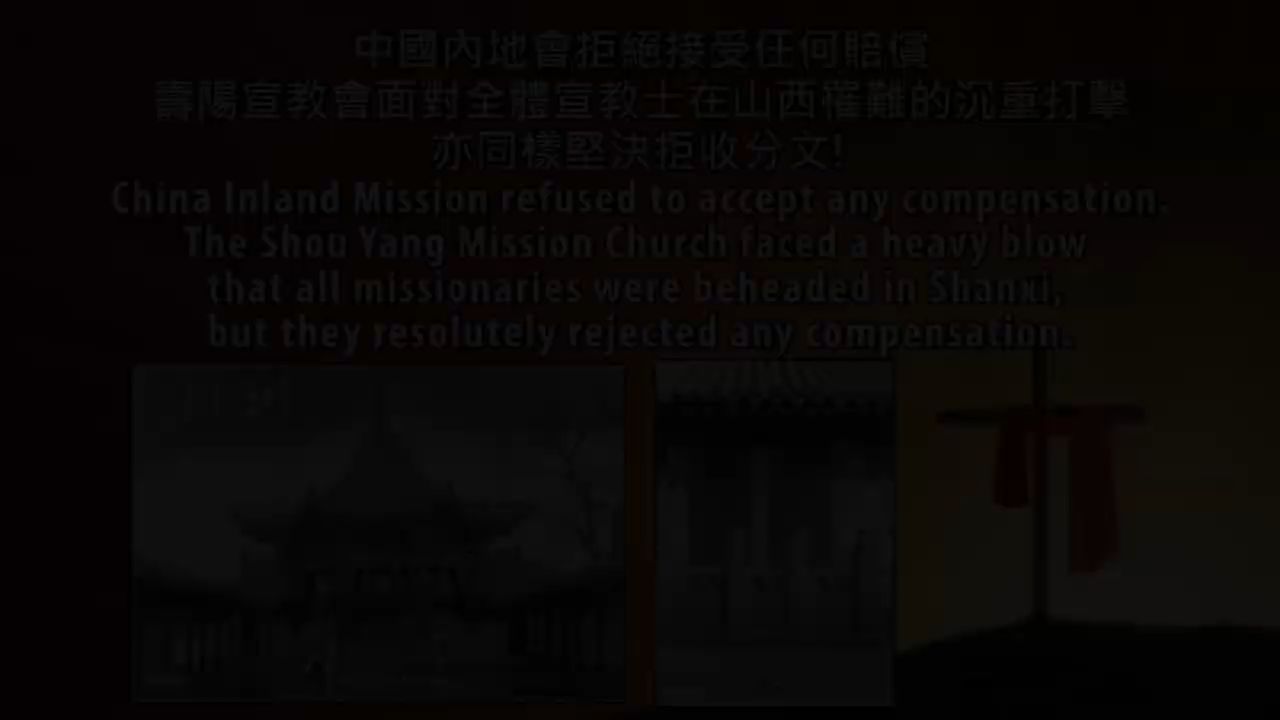 中國內地會拒絕接受任何賠償
壽陽宣教會面對全體宣教士在山西罹難的沉重打擊
亦同樣堅決拒收分文!
China Inland Mission refused to accept any compensation.
The Shou Yang Mission Church faced a heavy blow
that all missionaries were beheaded in Shanxi,
but they resolutely rejected any compensation.